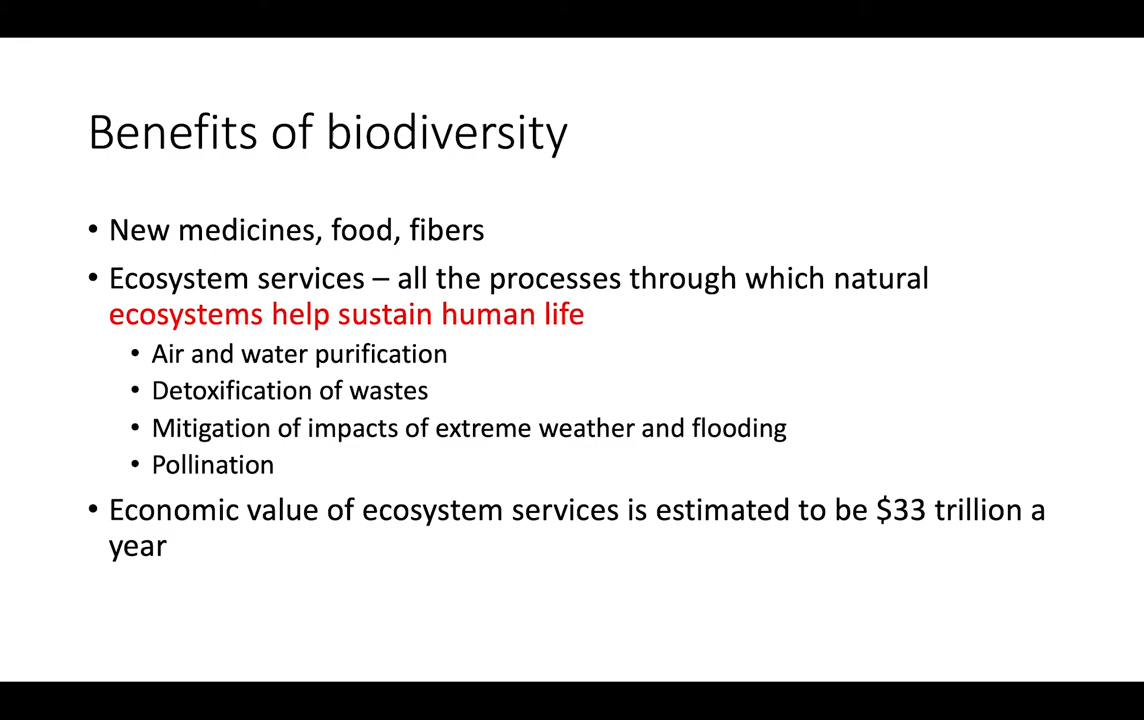 Benefits of biodiversity
• New medicines, food, fibers
• Ecosystem services – all the processes through which natural
ecosystems help sustain human life
• Air and water purification
• Detoxification of wastes
• Mitigation of impacts of extreme weather and flooding
• Pollination
• Economic value of ecosystem services is estimated to be $33 trillion a
year